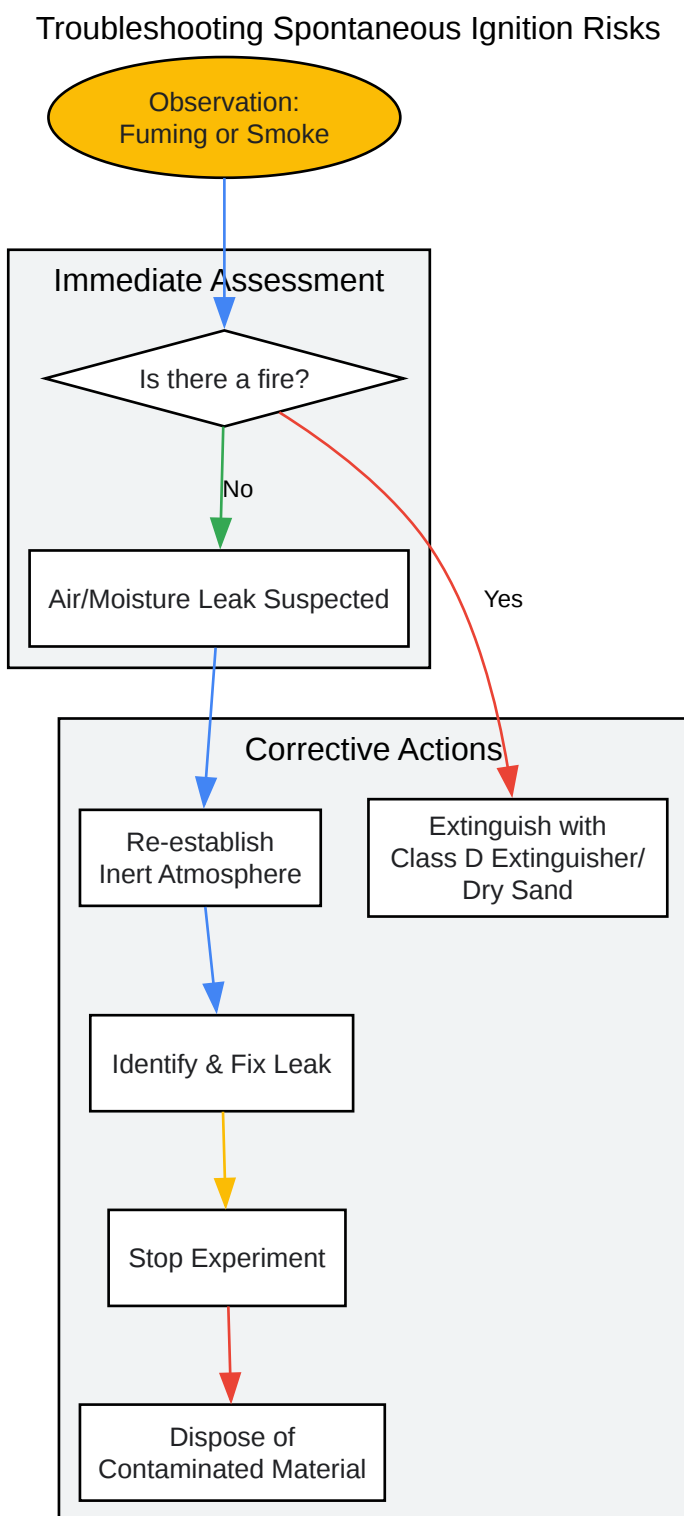 Troubleshooting Spontaneous Ignition Risks
Observation:
Fuming or Smoke
Immediate Assessment
Is there a fire?
No
Air/Moisture Leak Suspected
Yes
Corrective Actions
Re-establish
Inert Atmosphere
Extinguish with
Class D Extinguisher/
Dry Sand
Identify & Fix Leak
Stop Experiment
Dispose of
Contaminated Material